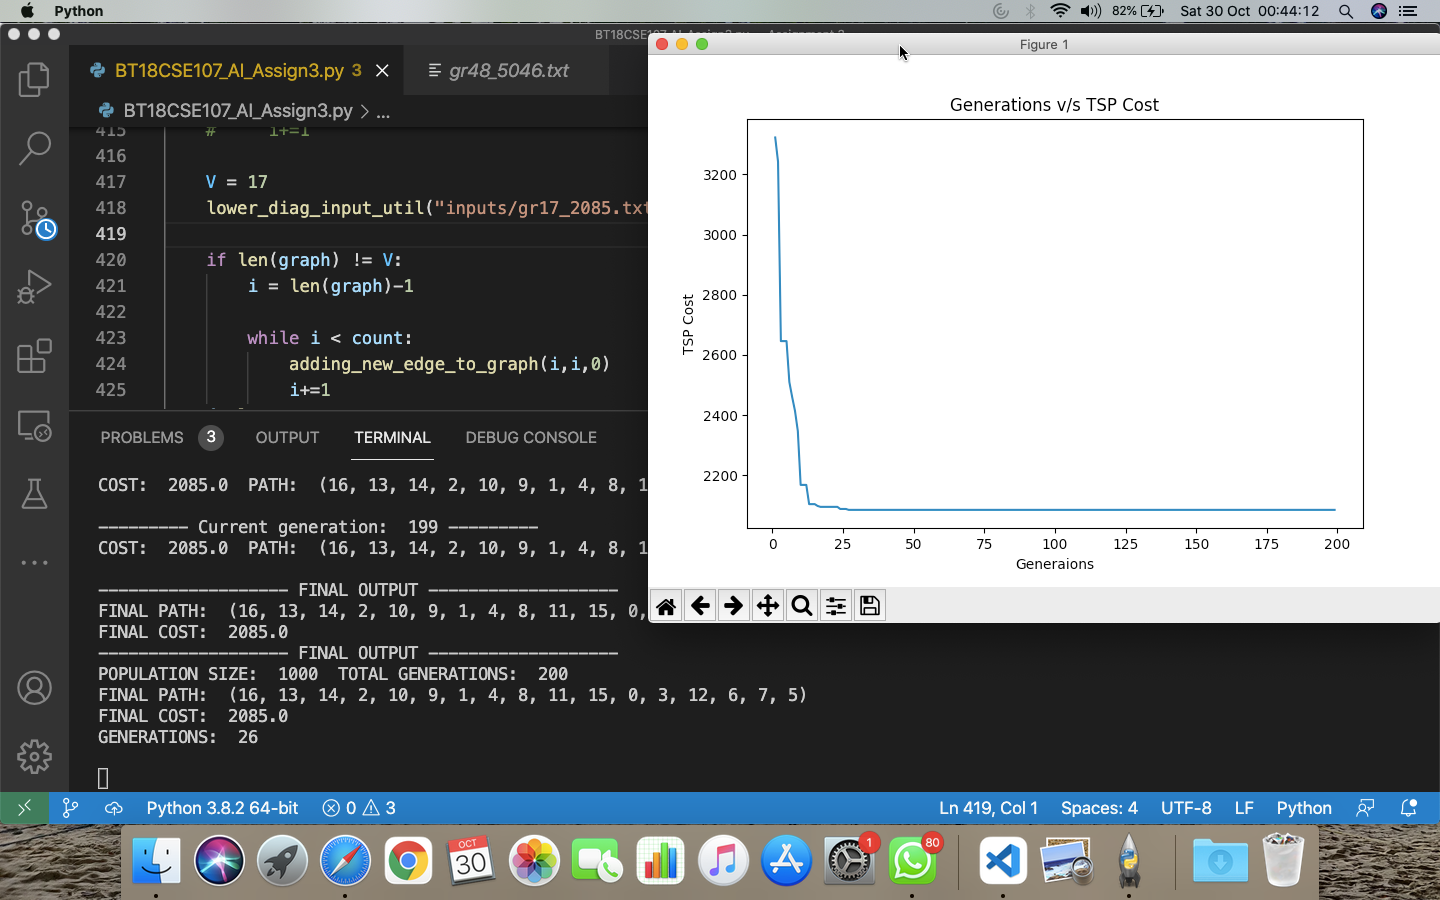 Python
82%
Sat 30 Oct 00:44:12
BT18CSE107_AI_Assign3.py 3
gr48_5046.txt
BT18CSE107_AI_Assign3.py > ...
415 # i+=1
416
417 V = 17
418 lower_diag_input_util("inputs/gr17_2085.txt
419
420 if len(graph) != V:
421 i = len(graph)-1
422
423 while i < count:
424 adding_new_edge_to_graph(i,i,0)
425 i+=1
Figure 1
Generations v/s TSP Cost
TSP Cost
3200
3000
2800
2600
2400
2200
0 25 50 75 100 125 150 175 200
Generaions
PROBLEMS 3 OUTPUT TERMINAL DEBUG CONSOLE
COST: 2085.0 PATH: (16, 13, 14, 2, 10, 9, 1, 4, 8, 1
--------- Current generation: 199 ---------
COST: 2085.0 PATH: (16, 13, 14, 2, 10, 9, 1, 4, 8, 1
------------------- FINAL OUTPUT -------------------
FINAL PATH: (16, 13, 14, 2, 10, 9, 1, 4, 8, 11, 15, 0,
FINAL COST: 2085.0
------------------- FINAL OUTPUT -------------------
POPULATION SIZE: 1000 TOTAL GENERATIONS: 200
FINAL PATH: (16, 13, 14, 2, 10, 9, 1, 4, 8, 11, 15, 0, 3, 12, 6, 7, 5)
FINAL COST: 2085.0
GENERATIONS: 26
Python 3.8.2 64-bit 0 3
Ln 419, Col 1 Spaces: 4 UTF-8 LF Python
OCT
30
1
80